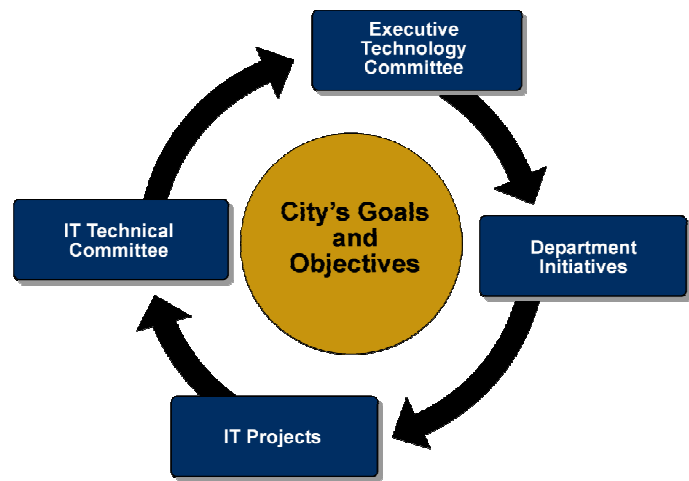 Executive
Technology
Committee
City's Goals
and
Objectives
IT Technical
Committee
Department
Initiatives
IT Projects